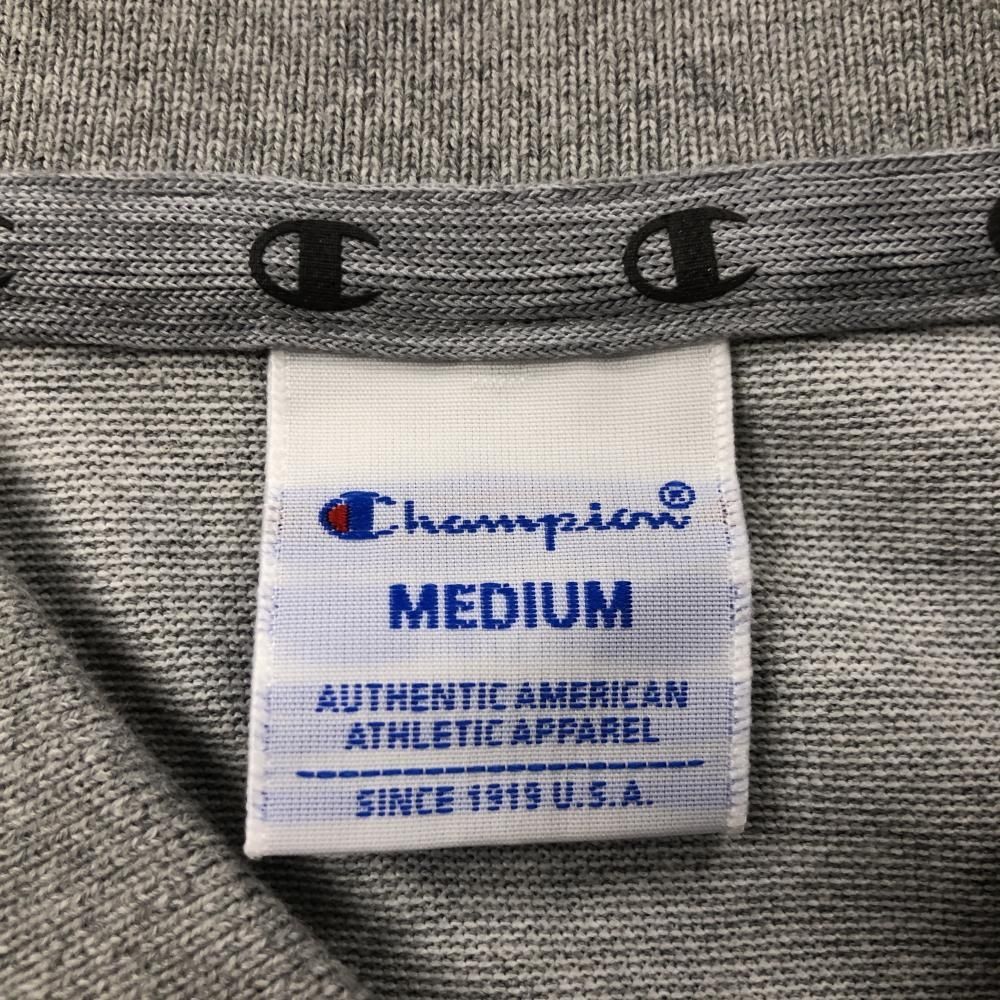 Champion®
MEDIUM
AUTHENTIC AMERICAN
ATHLETIC APPAREL
SINCE 1919 U.S.A.